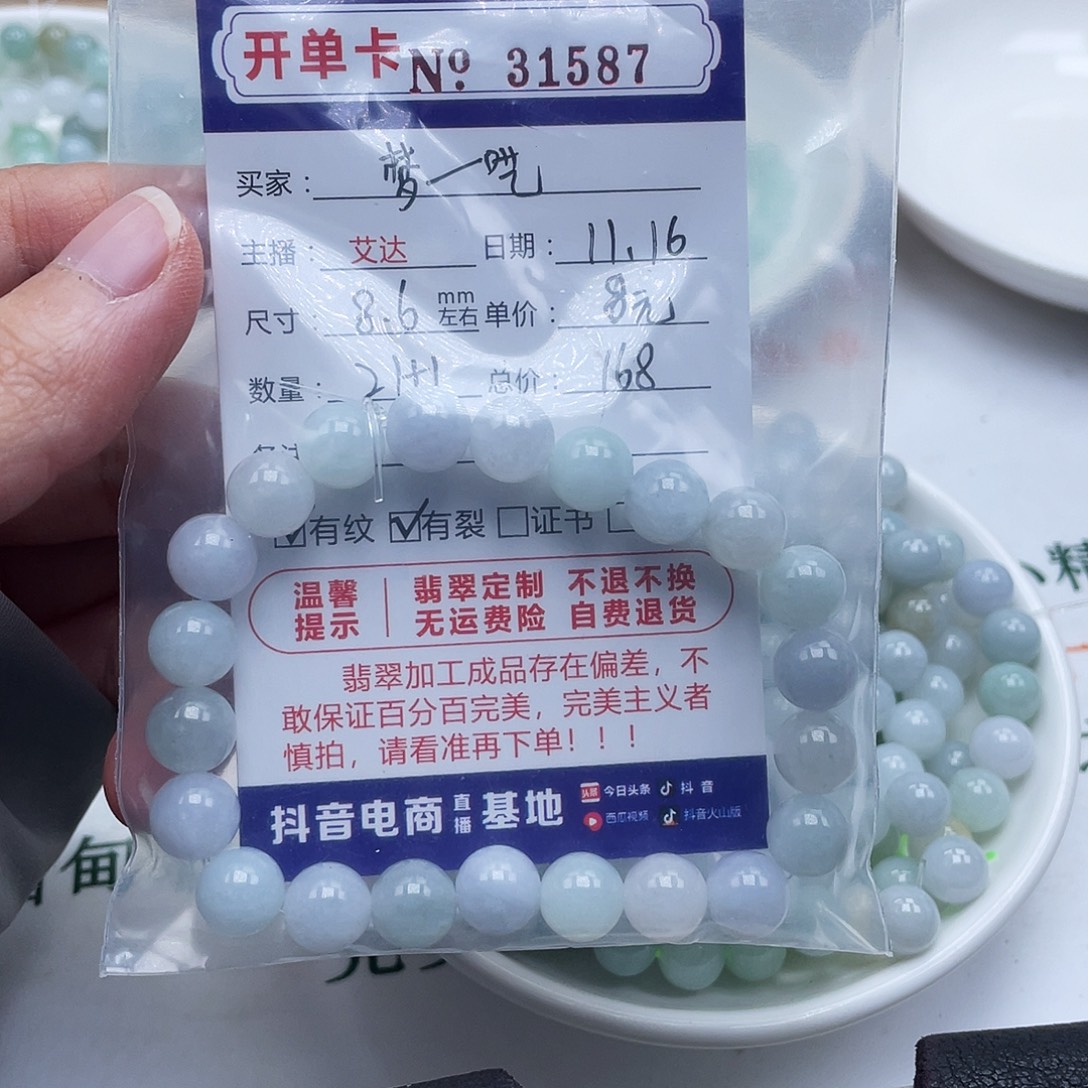 开单卡 Nº 31587
买家：梦一咣
主播：艾达 日期：11.16
尺寸：8.6 mm左右 单价：8元
数量：21+1 总价：168
有纹 有裂 证书
温馨提示 翡翠定制 不退不换
无运费险 自费退货
翡翠加工成品存在偏差，不
敢保证百分百完美，完美主义者
慎拍，请看准再下单！！！
抖音电商直播基地 头条 今日头条 抖音
西瓜视频 抖音火山版
甸